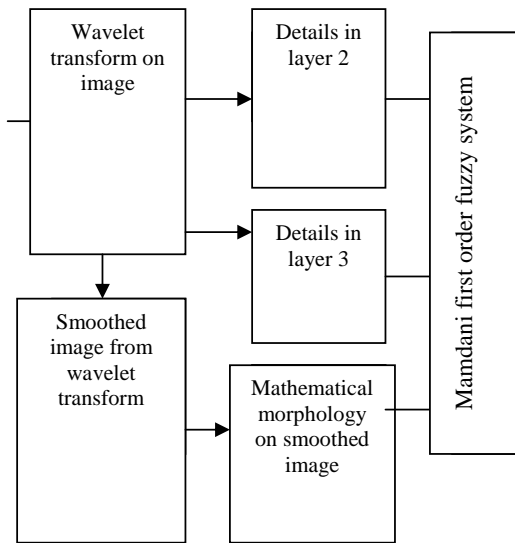 Wavelet
transform on
image
Details in
layer 2
Details in
layer 3
Smoothed
image from
wavelet
transform
Mathematical
morphology
on smoothed
image
Mamdani first order fuzzy system